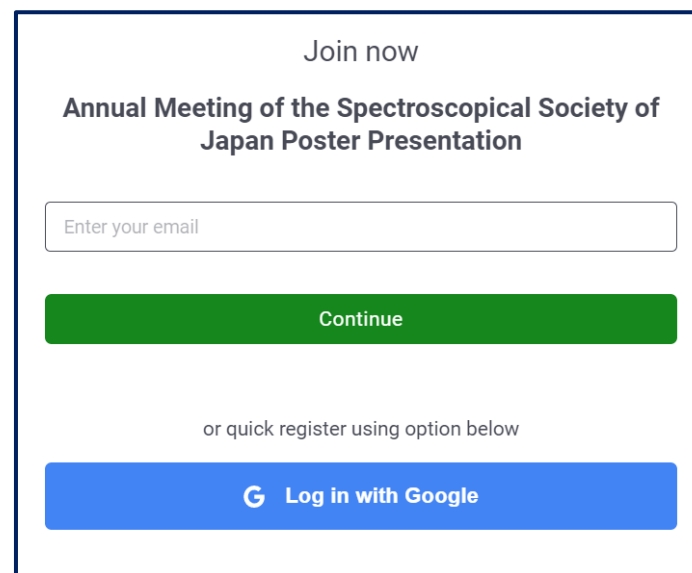 Join now
Annual Meeting of the Spectroscopical Society of
Japan Poster Presentation
Enter your email
Continue
or quick register using option below
G Log in with Google